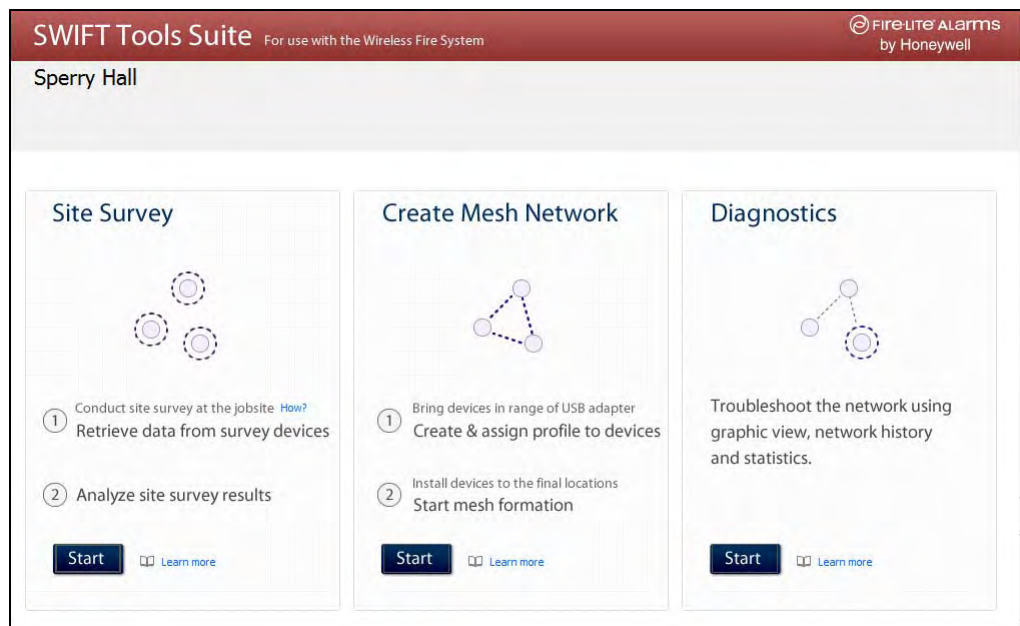 SWIFT Tools Suite For use with the Wireless Fire System
FIRE-LITE ALARMS
by Honeywell
Sperry Hall
Site Survey
1 Conduct site survey at the jobsite How?
Retrieve data from survey devices
2 Analyze site survey results
Start Learn more
Create Mesh Network
1 Bring devices in range of USB adapter
Create & assign profile to devices
2 Install devices to the final locations
Start mesh formation
Start Learn more
Diagnostics
Troubleshoot the network using
graphic view, network history
and statistics.
Start Learn more